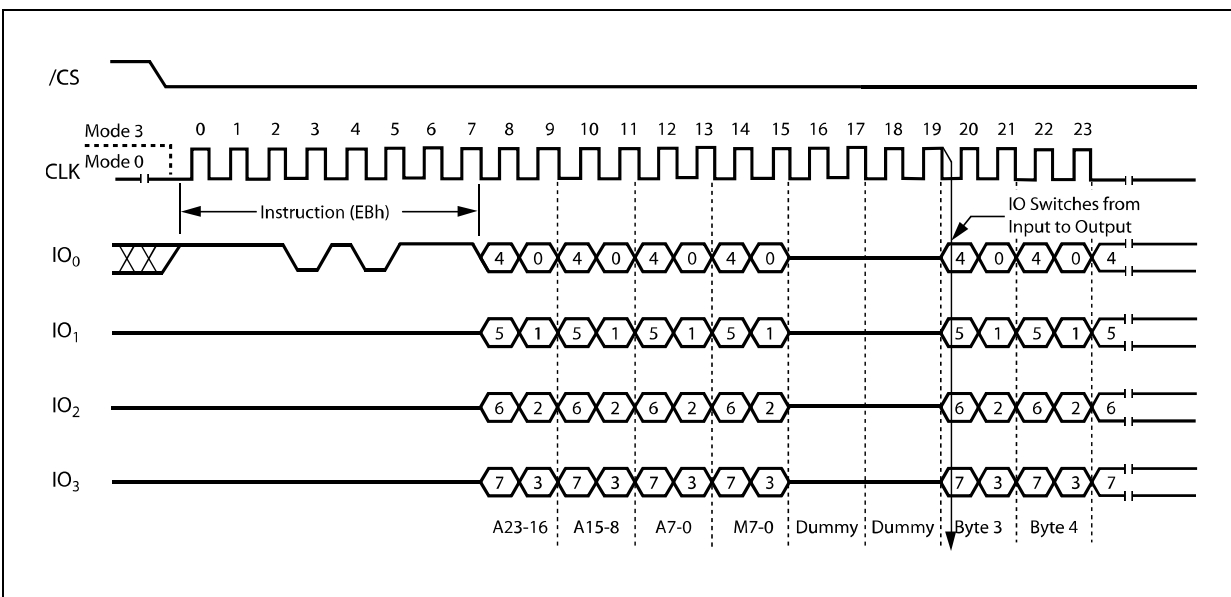 /CS
Mode 3 0 1 2 3 4 5 6 7 8 9 10 11 12 13 14 15 16 17 18 19 20 21 22 23
CLK Mode 0
Instruction (EBh)
IO Switches from
Input to Output
IO0 4 0 4 0 4 0 4 0 4 0 4 0 4
IO1 5 1 5 1 5 1 5 1 5 1 5 1 5
IO2 6 2 6 2 6 2 6 2 6 2 6 2 6
IO3 7 3 7 3 7 3 7 3 7 3 7 3 7
A23-16 A15-8 A7-0 M7-0 Dummy Dummy Byte 3 Byte 4